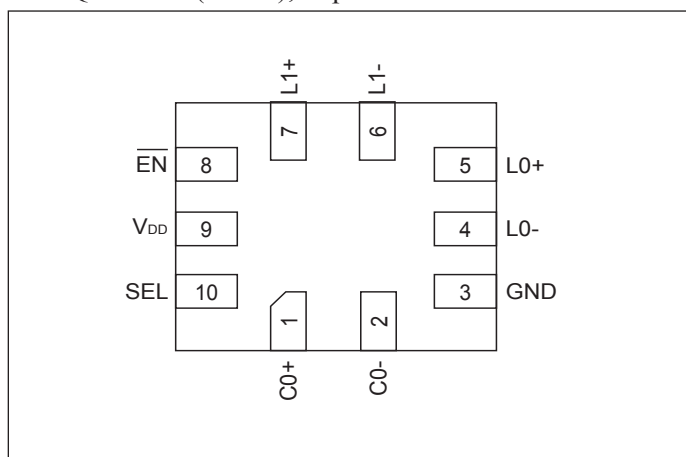 L1+ L1-
7 6
EN 8 5 L0+
VDD 9 4 L0-
SEL 10 3 GND
1 2
C0+ C0-